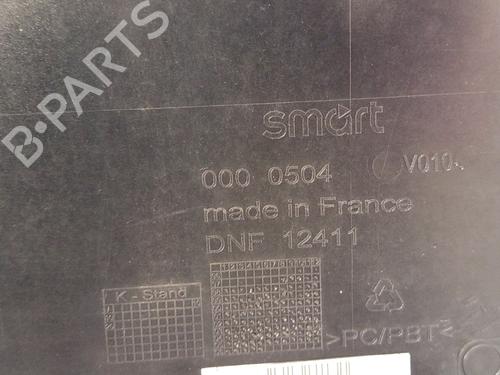 B-PARTS
smart
000 0504 V010
made in France
DNF 12411
K - Stand
>PC/PBT<